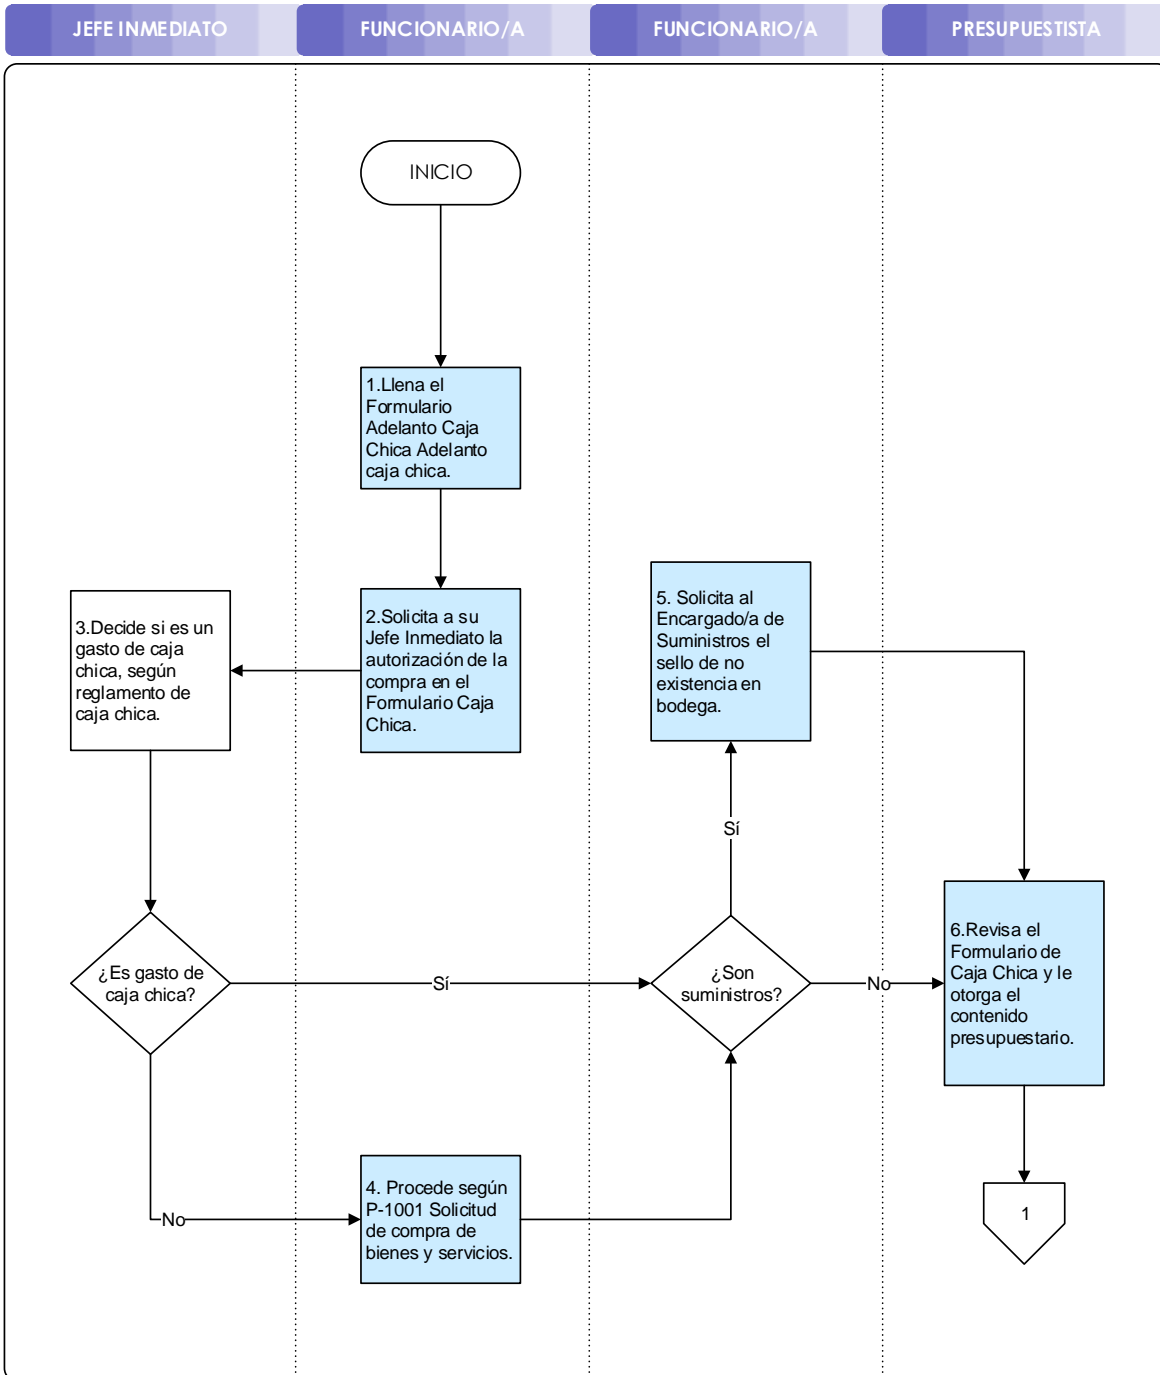 JEFE INMEDIATO
FUNCIONARIO/A
FUNCIONARIO/A
PRESUPUESTISTA
INICIO
1.Llena el
Formulario
Adelanto Caja
Chica Adelanto
caja chica.
2.Solicita a su
Jefe Inmediato la
autorización de la
compra en el
Formulario Caja
Chica.
3.Decide si es un
gasto de caja
chica, según
reglamento de
caja chica.
5. Solicita al
Encargado/a de
Suministros el
sello de no
existencia en
bodega.
Sí
¿Es gasto de
caja chica?
Sí
¿Son
suministros?
No
6.Revisa el
Formulario de
Caja Chica y le
otorga el
contenido
presupuestario.
No
4. Procede según
P-1001 Solicitud
de compra de
bienes y servicios.
1